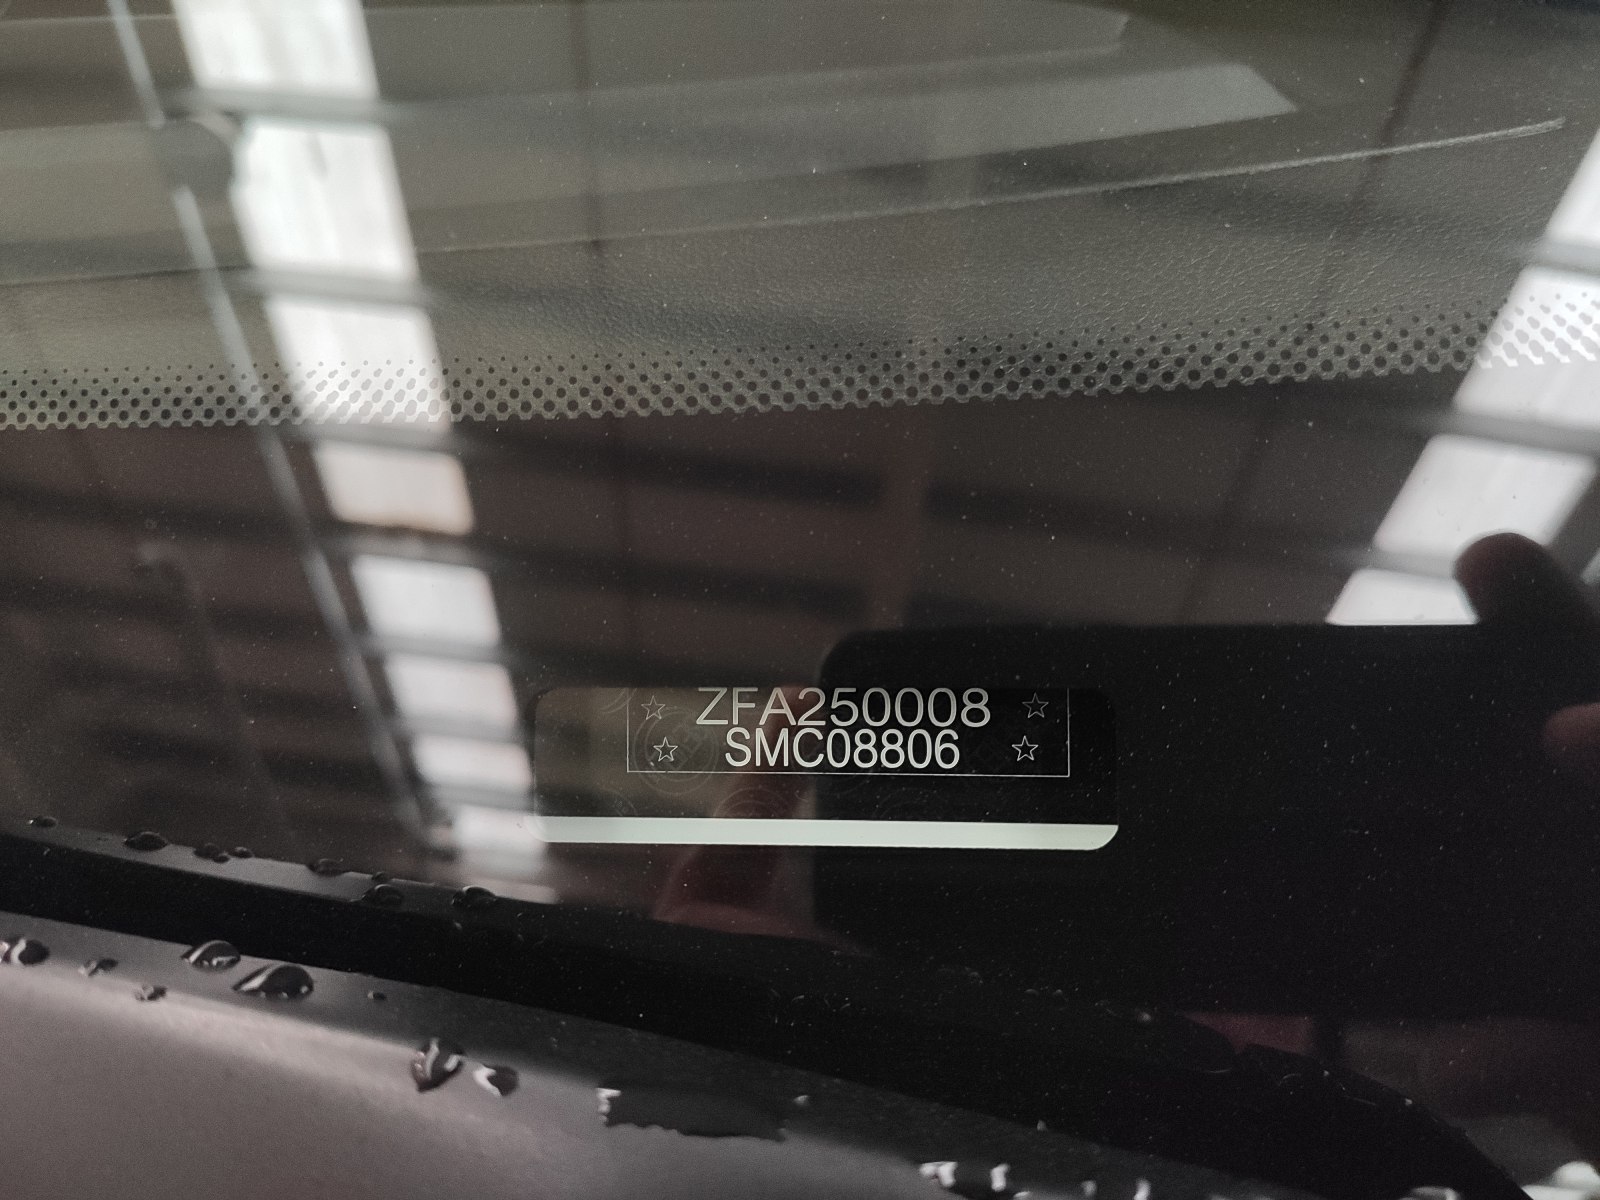 ☆ ZFA250008 ☆
☆ SMC08806 ☆